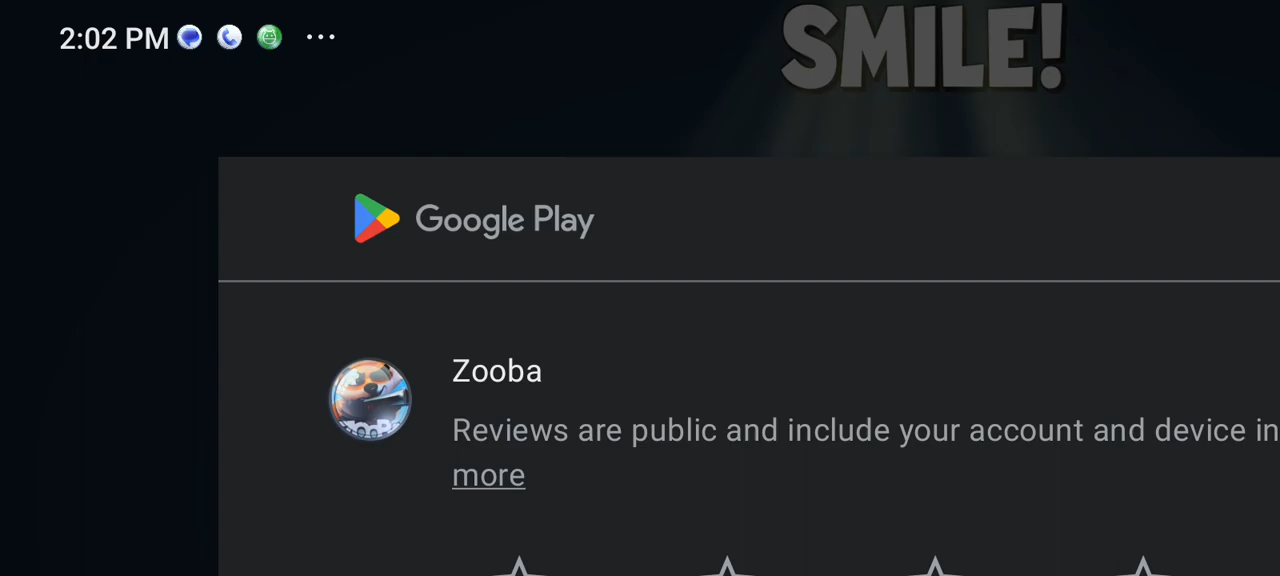 2:02 PM
SMILE!
Google Play
Zooba
Reviews are public and include your account and device in
more